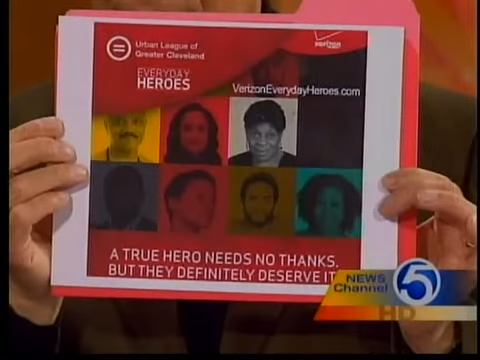 Urban League of
Greater Cleveland
verizon
EVERYDAY
HEROES
VerizonEverydayHeroes.com
A TRUE HERO NEEDS NO THANKS.
BUT THEY DEFINITELY DESERVE
NEWS
Channel
5
HD